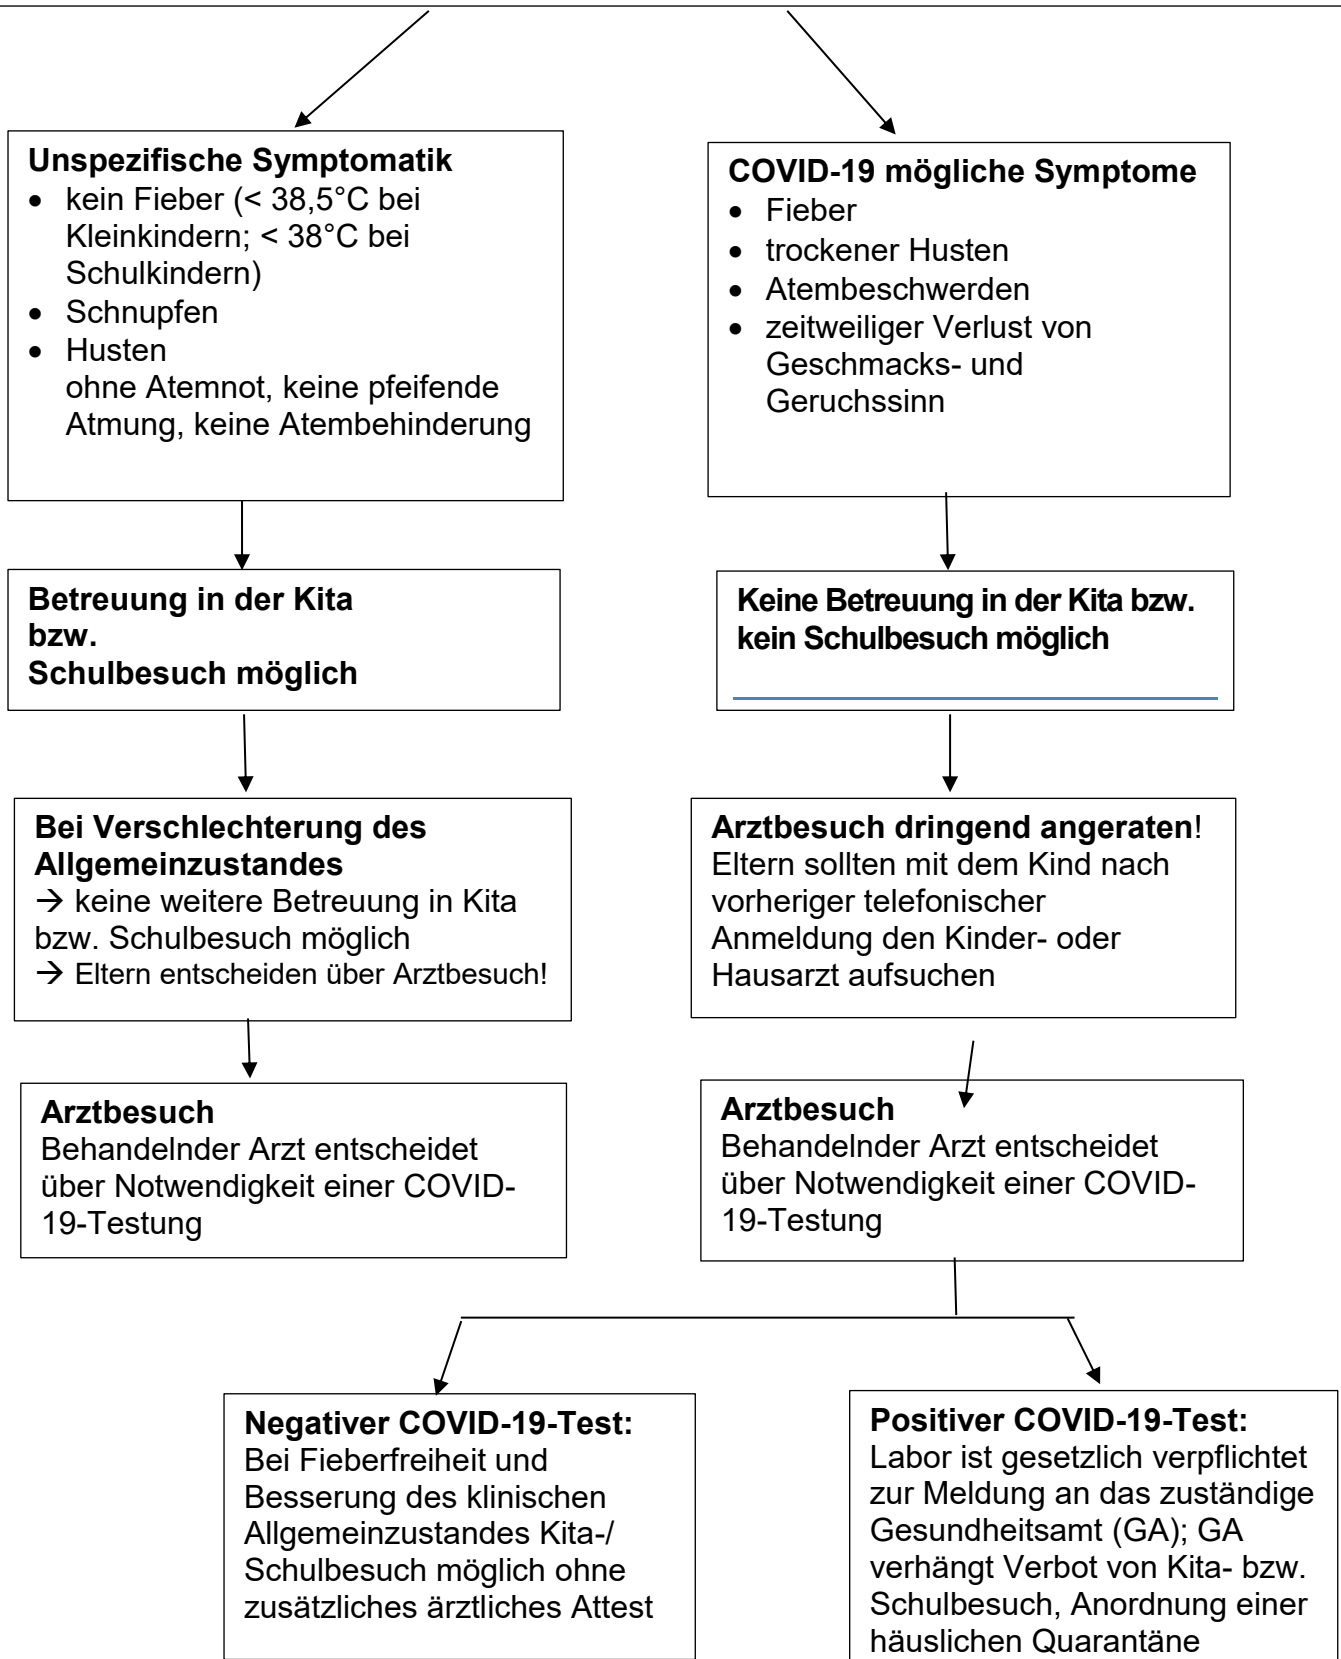 Unspezifische Symptomatik
• kein Fieber (< 38,5°C bei
Kleinkindern; < 38°C bei
Schulkindern)
• Schnupfen
• Husten
ohne Atemnot, keine pfeifende
Atmung, keine Atembehinderung
COVID-19 mögliche Symptome
• Fieber
• trockener Husten
• Atembeschwerden
• zeitweiliger Verlust von
Geschmacks- und
Geruchssinn
Betreuung in der Kita
bzw.
Schulbesuch möglich
Keine Betreuung in der Kita bzw.
kein Schulbesuch möglich
Bei Verschlechterung des
Allgemeinzustandes
→ keine weitere Betreuung in Kita
bzw. Schulbesuch möglich
→ Eltern entscheiden über Arztbesuch!
Arztbesuch dringend angeraten!
Eltern sollten mit dem Kind nach
vorheriger telefonischer
Anmeldung den Kinder- oder
Hausarzt aufsuchen
Arztbesuch
Behandelnder Arzt entscheidet
über Notwendigkeit einer COVID-
19-Testung
Arztbesuch
Behandelnder Arzt entscheidet
über Notwendigkeit einer COVID-
19-Testung
Negativer COVID-19-Test:
Bei Fieberfreiheit und
Besserung des klinischen
Allgemeinzustandes Kita-/
Schulbesuch möglich ohne
zusätzliches ärztliches Attest
Positiver COVID-19-Test:
Labor ist gesetzlich verpflichtet
zur Meldung an das zuständige
Gesundheitsamt (GA); GA
verhängt Verbot von Kita- bzw.
Schulbesuch, Anordnung einer
häuslichen Quarantäne